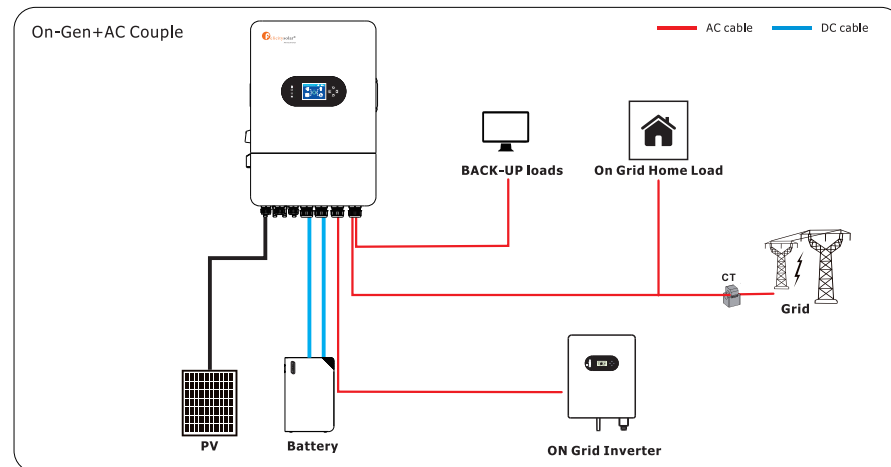 On-Gen+AC Couple
AC cable
DC cable
felicitysolar®
BACK-UP loads
On Grid Home Load
CT
Grid
PV
Battery
ON Grid Inverter